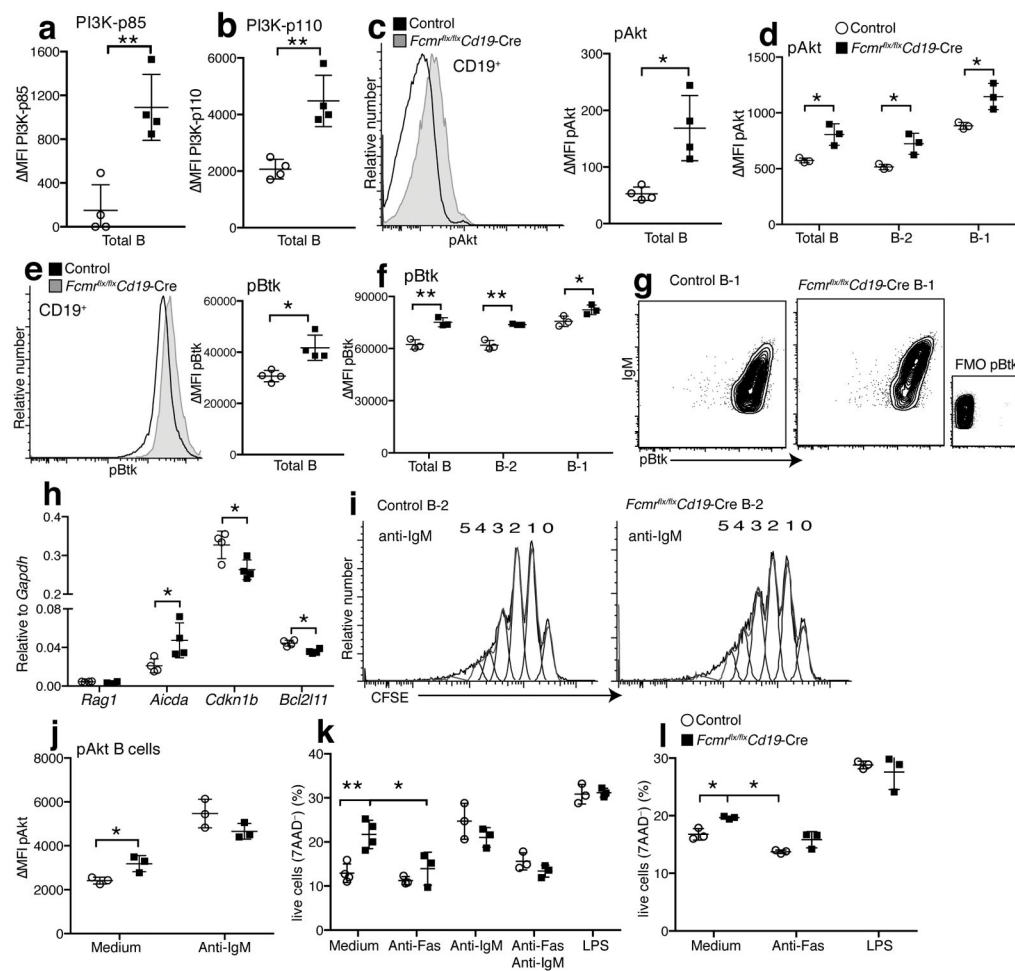 a
PI3K-p85
**
ΔMFI PI3K-p85
1600
1200
800
400
0
Total B
b
PI3K-p110
**
ΔMFI PI3K-p110
6000
4000
2000
0
Total B
c
Control
Fcmrflx/flxCd19-Cre
CD19+
Relative number
pAkt
pAkt
*
ΔMFI pAkt
300
200
100
0
Total B
d
Control
Fcmrflx/flxCd19-Cre
pAkt
*
*
*
ΔMFI pAkt
1500
1000
500
0
Total B
B-2
B-1
e
Control
Fcmrflx/flxCd19-Cre
CD19+
Relative number
pBtk
pBtk
*
ΔMFI pBtk
60000
40000
20000
0
Total B
f
pBtk
**
**
*
ΔMFI pBtk
90000
60000
30000
0
Total B
B-2
B-1
g
Control B-1
Fcmrflx/flxCd19-Cre B-1
FMO pBtk
IgM
pBtk
h
*
*
*
Relative to Gapdh
0.4
0.3
0.2
0.08
0.04
0.00
Rag1
Aicda
Cdkn1b
Bcl2l11
i
Control B-2
Fcmrflx/flxCd19-Cre B-2
anti-IgM
5 4 3 2 1 0
anti-IgM
5 4 3 2 1 0
Relative number
CFSE
j
pAkt B cells
*
ΔMFI pAkt
8000
6000
4000
2000
0
Medium
Anti-IgM
k
**
*
live cells (7AAD-) (%)
40
30
20
10
0
Medium
Anti-Fas
Anti-IgM
Anti-Fas
Anti-IgM
LPS
l
Control
Fcmrflx/flxCd19-Cre
*
*
live cells (7AAD-) (%)
30
20
10
0
Medium
Anti-Fas
LPS